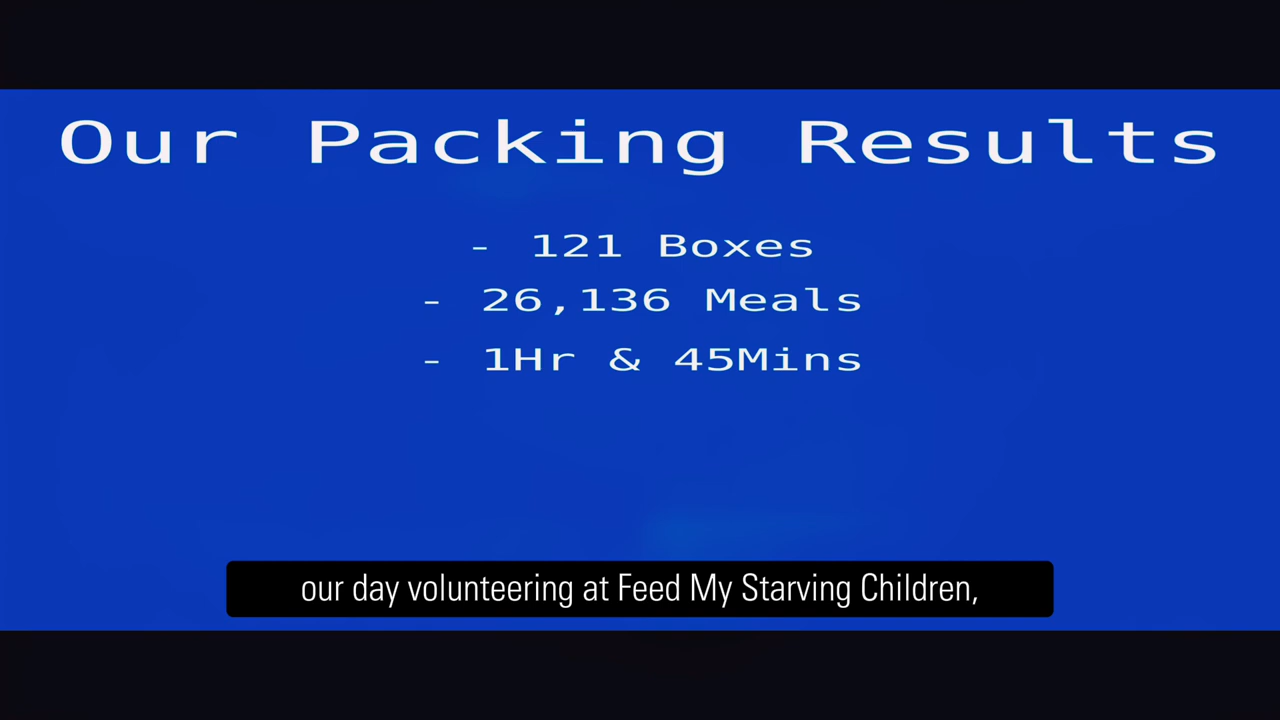 Our Packing Results
- 121 Boxes
- 26,136 Meals
- 1Hr & 45Mins
our day volunteering at Feed My Starving Children,